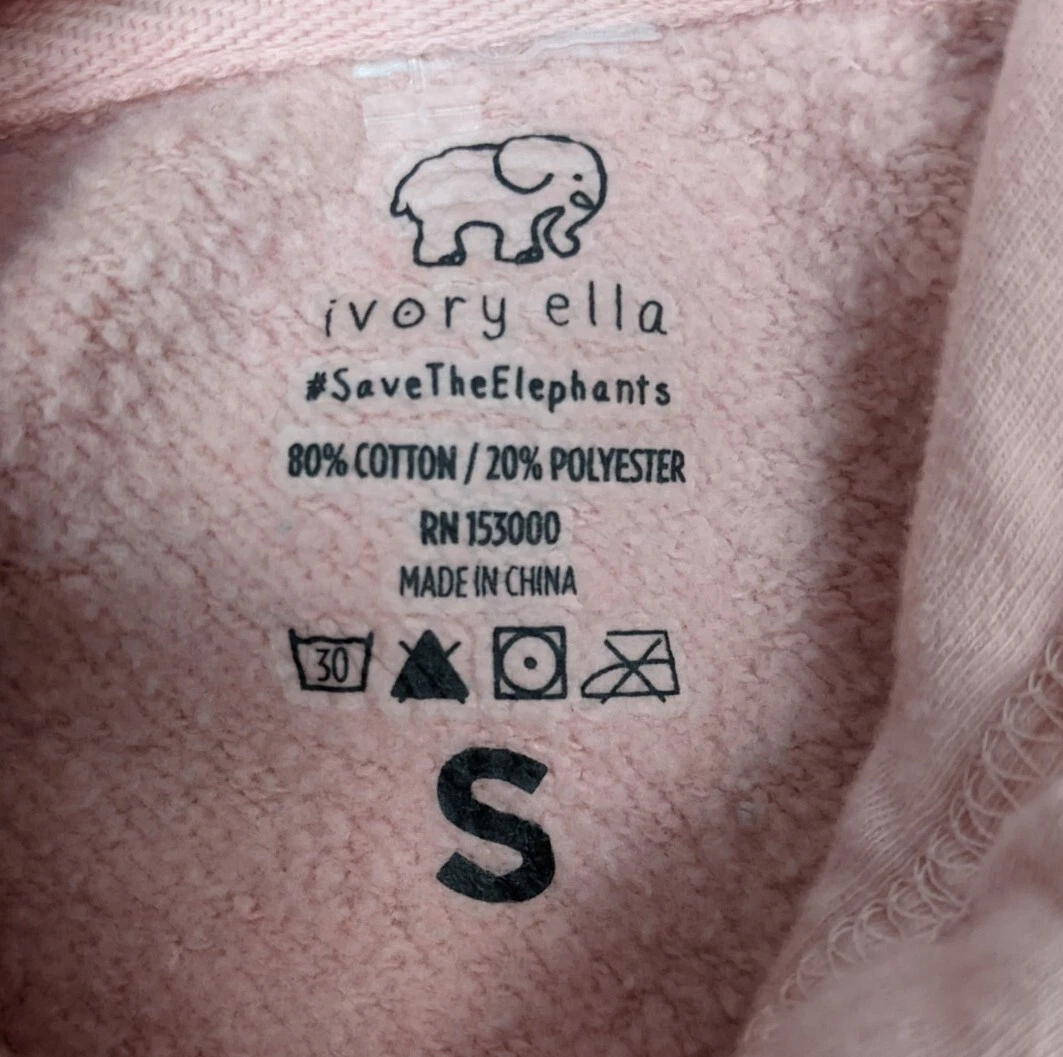 ivory ella
#SaveTheElephants
80% COTTON / 20% POLYESTER
RN 153000
MADE IN CHINA
30
S